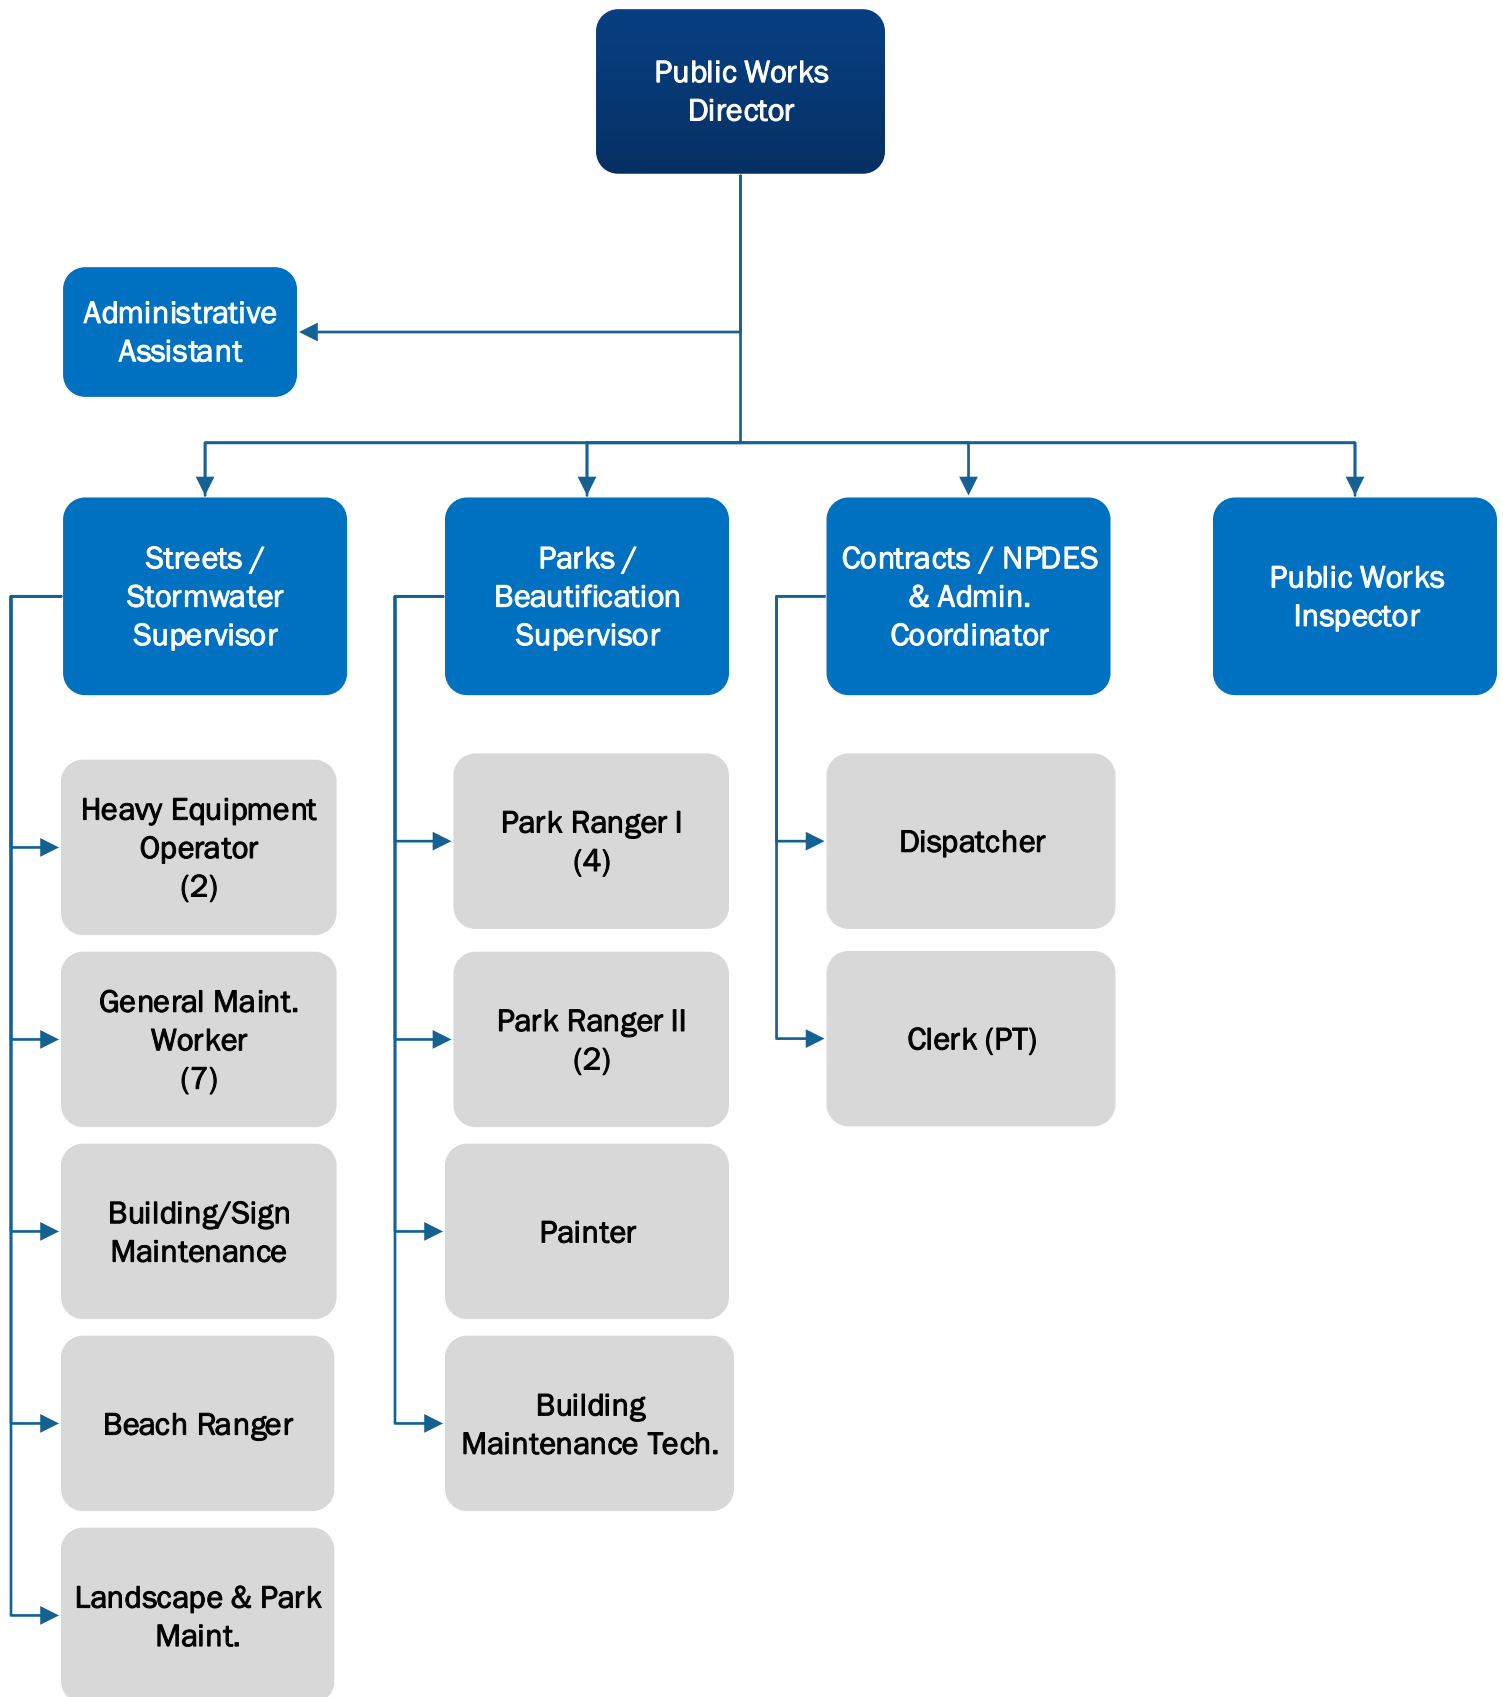 Public Works
Director
Administrative
Assistant
Streets /
Stormwater
Supervisor
Parks /
Beautification
Supervisor
Contracts / NPDES
& Admin.
Coordinator
Public Works
Inspector
Heavy Equipment
Operator
(2)
General Maint.
Worker
(7)
Building/Sign
Maintenance
Beach Ranger
Landscape & Park
Maint.
Park Ranger I
(4)
Park Ranger II
(2)
Painter
Building
Maintenance Tech.
Dispatcher
Clerk (PT)